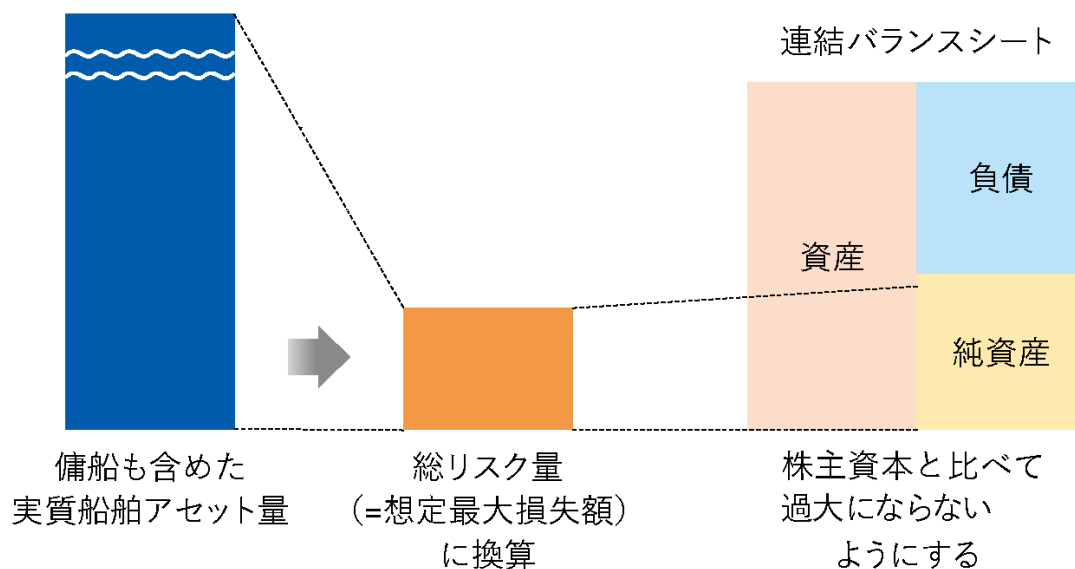 連結バランスシート
負債
資産
純資産
傭船も含めた
実質船舶アセット量
総リスク量
(=想定最大損失額)
に換算
株主資本と比べて
過大にならない
ようにする